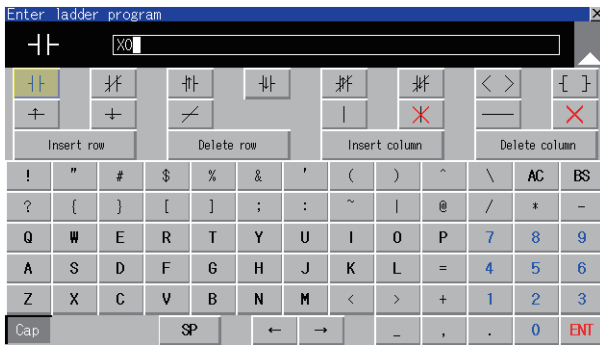 Enter ladder program
X0
Insert row Delete row Insert column Delete column
! " # $ % & ' ( ) ^ \ AC BS
? { } [ ] ; : ~ | @ / * -
Q W E R T Y U I O P 7 8 9
A S D F G H J K L = 4 5 6
Z X C V B N M < > + 1 2 3
Cap SP ← → _ , . 0 ENT